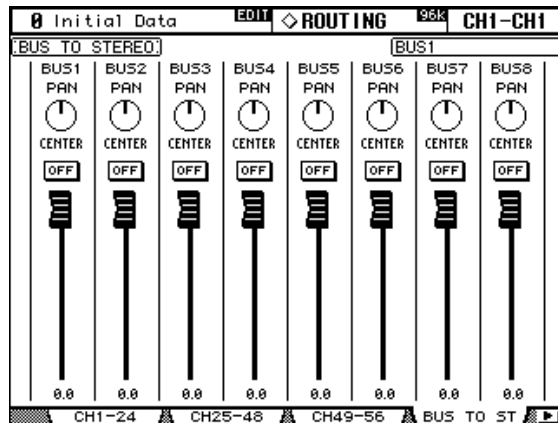 0 Initial Data EDIT ◇ROUTING 96k CH1-CH1
BUS TO STEREO BUS1
BUS1 BUS2 BUS3 BUS4 BUS5 BUS6 BUS7 BUS8
PAN PAN PAN PAN PAN PAN PAN PAN
CENTER CENTER CENTER CENTER CENTER CENTER CENTER CENTER
OFF OFF OFF OFF OFF OFF OFF OFF
0.0 0.0 0.0 0.0 0.0 0.0 0.0 0.0
CH1-24 CH25-48 CH49-56 BUS TO ST